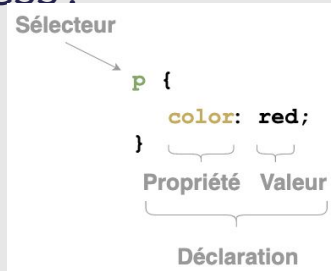 Sélecteur
p {
color: red;
}
Propriété Valeur
Déclaration